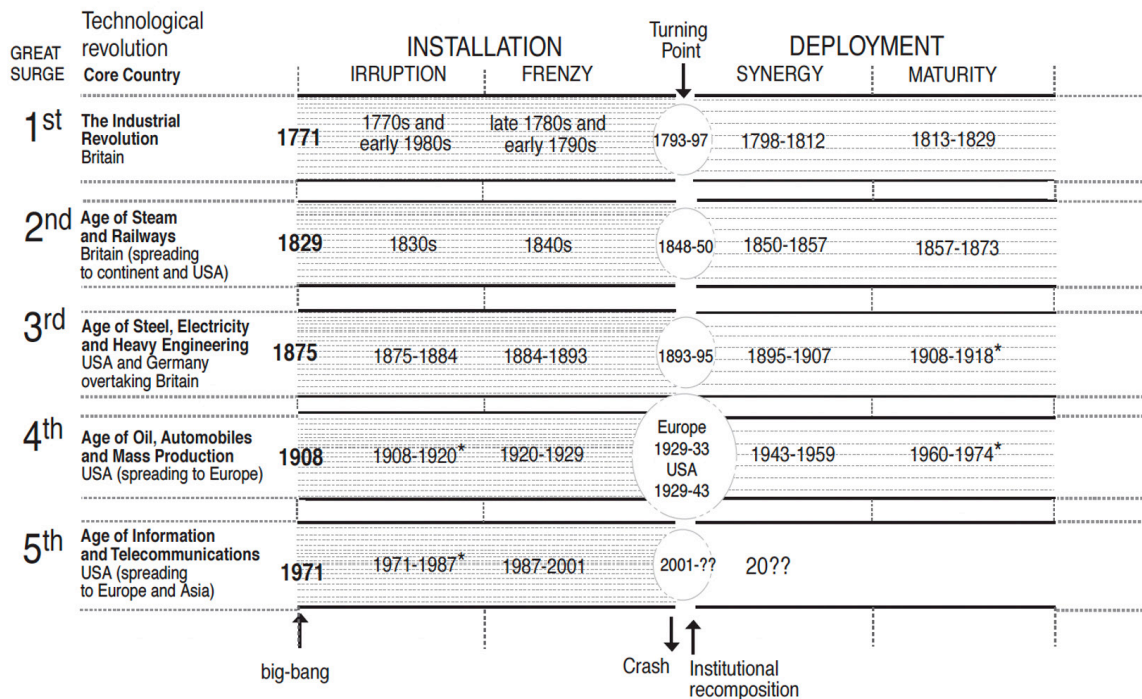 Technological
revolution
GREAT
SURGE
Core Country
INSTALLATION
IRRUPTION
FRENZY
Turning
Point
DEPLOYMENT
SYNERGY
MATURITY
1st
The Industrial
Revolution
Britain
1771
1770s and
early 1980s
late 1780s and
early 1790s
1793-97
1798-1812
1813-1829
2nd
Age of Steam
and Railways
Britain (spreading
to continent and USA)
1829
1830s
1840s
1848-50
1850-1857
1857-1873
3rd
Age of Steel, Electricity
and Heavy Engineering
USA and Germany
overtaking Britain
1875
1875-1884
1884-1893
1893-95
1895-1907
1908-1918*
4th
Age of Oil, Automobiles
and Mass Production
USA (spreading to Europe)
1908
1908-1920*
1920-1929
Europe
1929-33
USA
1929-43
1943-1959
1960-1974*
5th
Age of Information
and Telecommunications
USA (spreading
to Europe and Asia)
1971
1971-1987*
1987-2001
2001-??
20??
big-bang
Crash
Institutional
recomposition